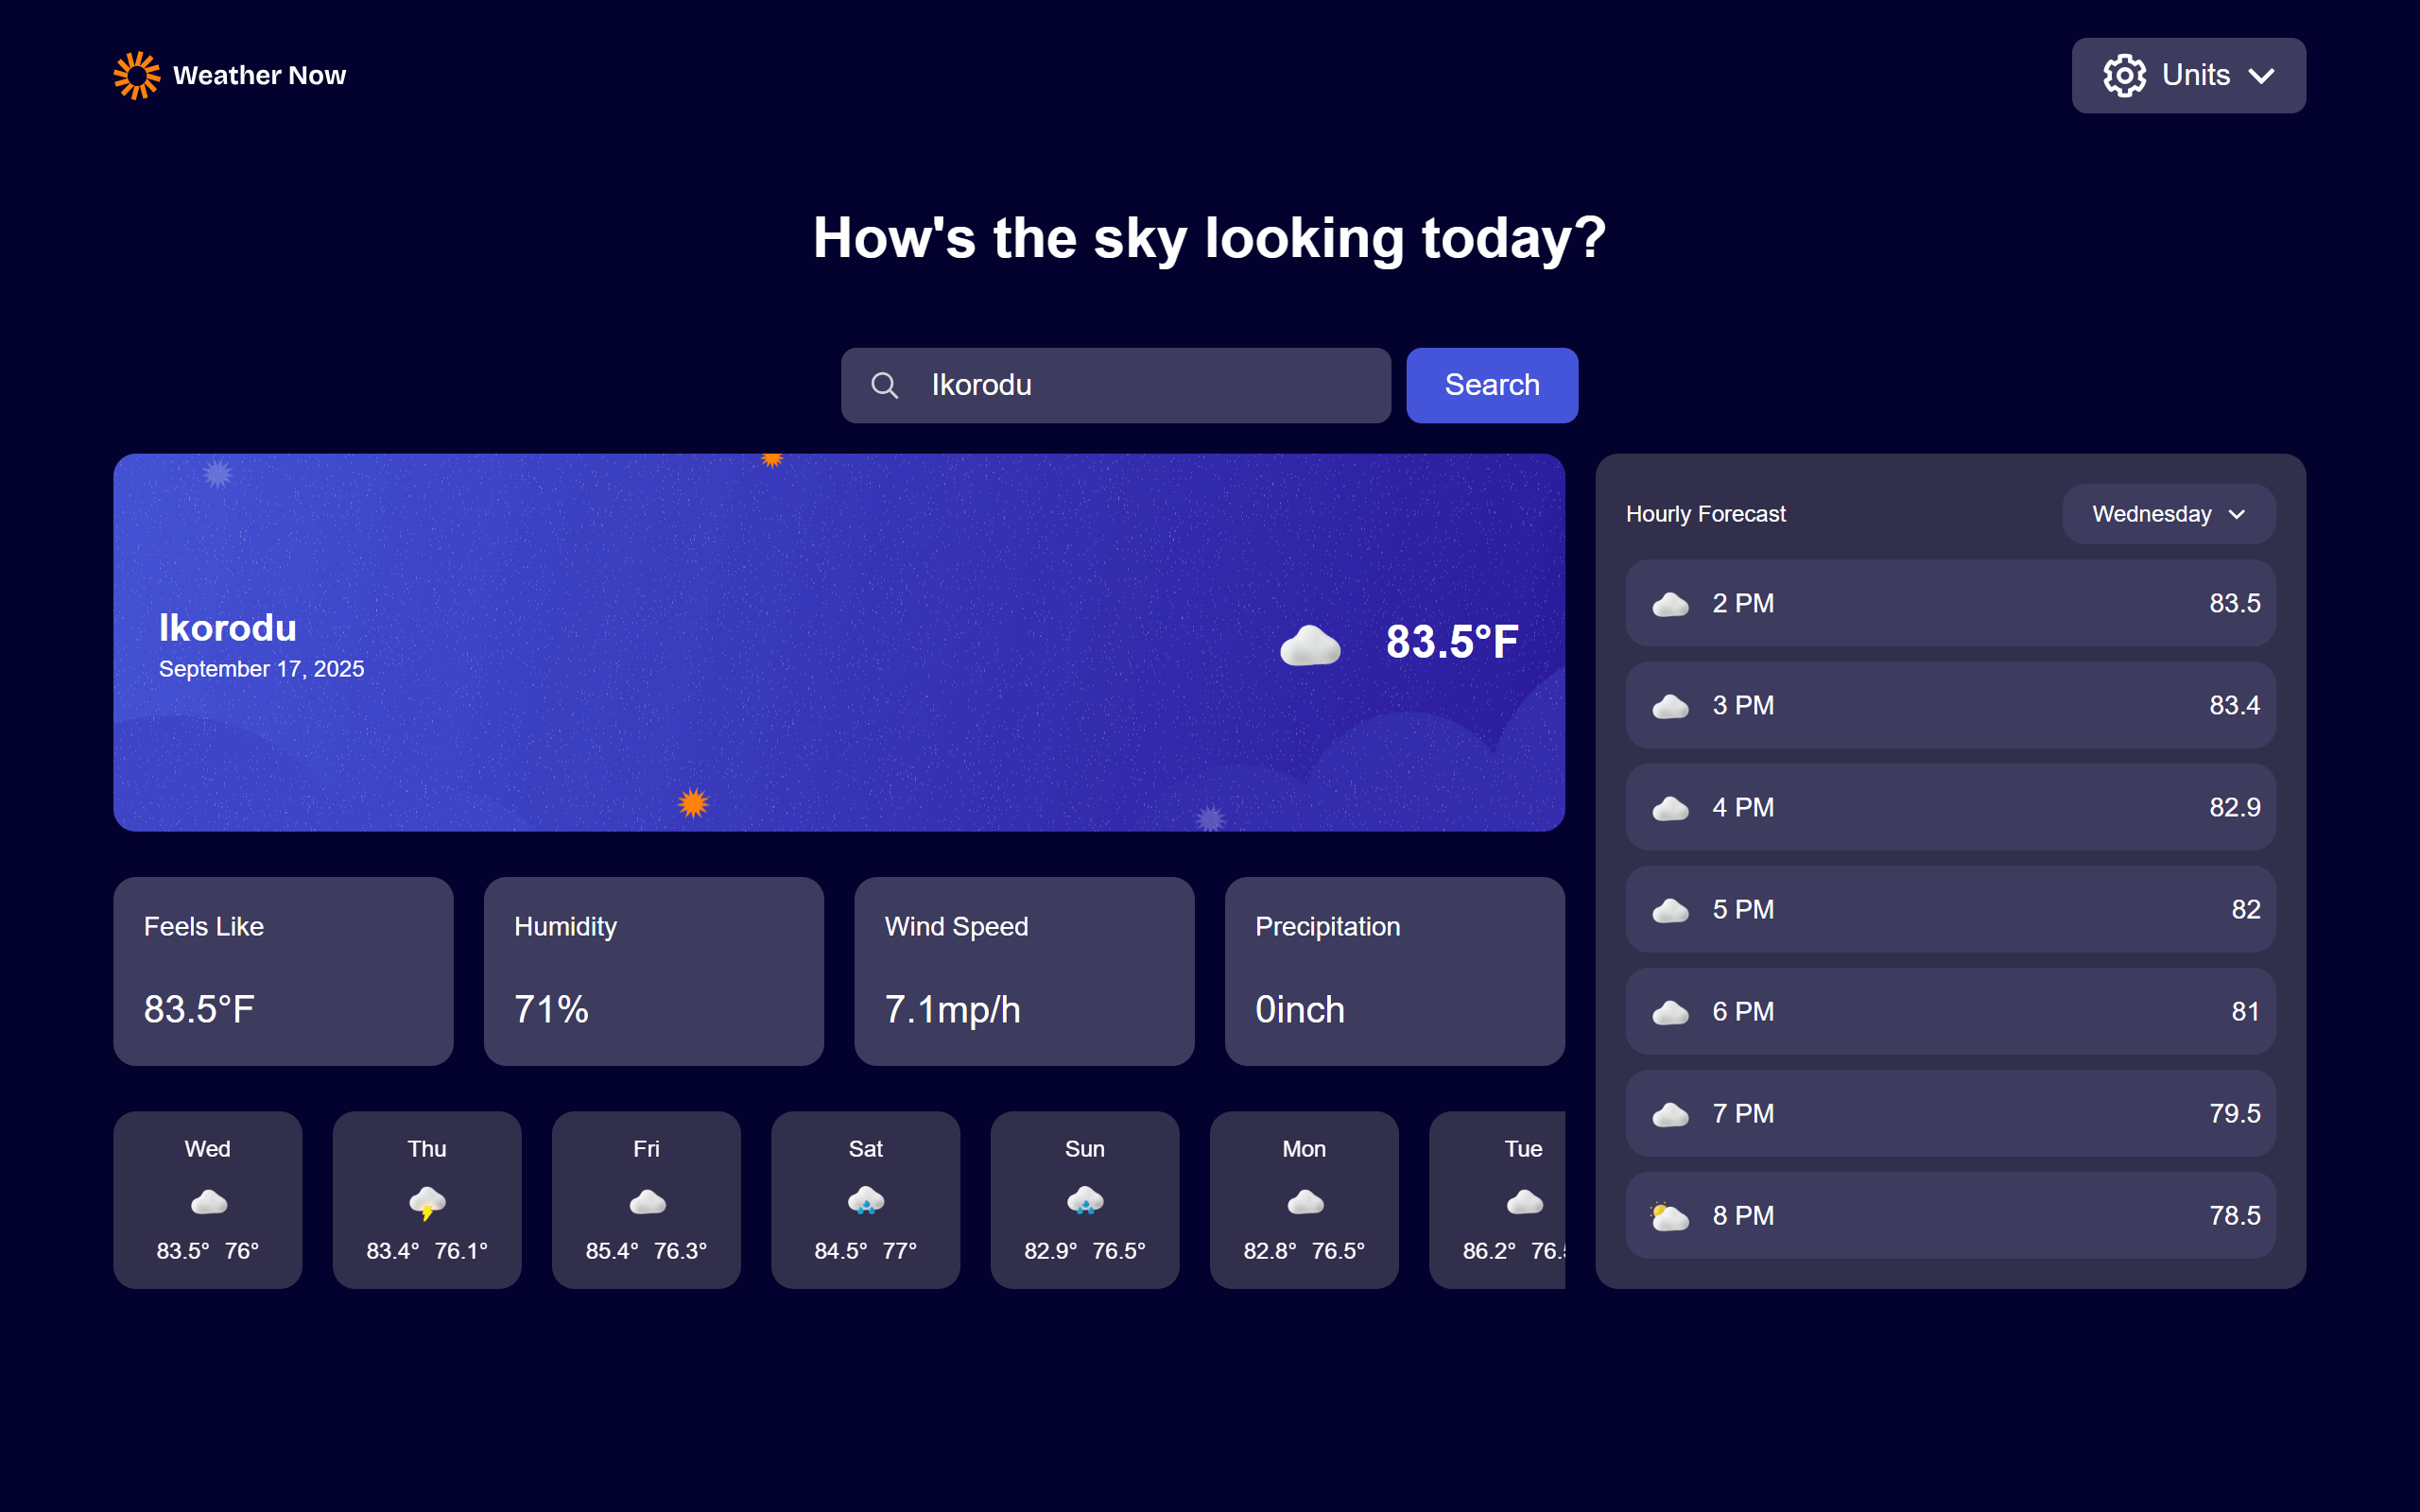 Weather Now
Units
How's the sky looking today?
Ikorodu
Search
Ikorodu
September 17, 2025
83.5°F
Feels Like
83.5°F
Humidity
71%
Wind Speed
7.1mp/h
Precipitation
0inch
Wed
83.5° 76°
Thu
83.4° 76.1°
Fri
85.4° 76.3°
Sat
84.5° 77°
Sun
82.9° 76.5°
Mon
82.8° 76.5°
Tue
86.2°
Hourly Forecast
Wednesday
2 PM 83.5
3 PM 83.4
4 PM 82.9
5 PM 82
6 PM 81
7 PM 79.5
8 PM 78.5